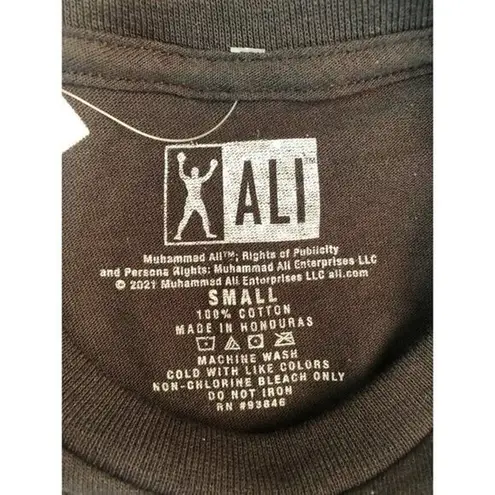 ALI™
Muhammad Ali™; Rights of Publicity
and Persona Rights: Muhammad Ali Enterprises LLC
© 2021 Muhammad Ali Enterprises LLC ali.com
SMALL
100% COTTON
MADE IN HONDURAS
MACHINE WASH
COLD WITH LIKE COLORS
NON-CHLORINE BLEACH ONLY
DO NOT IRON
RN #93846